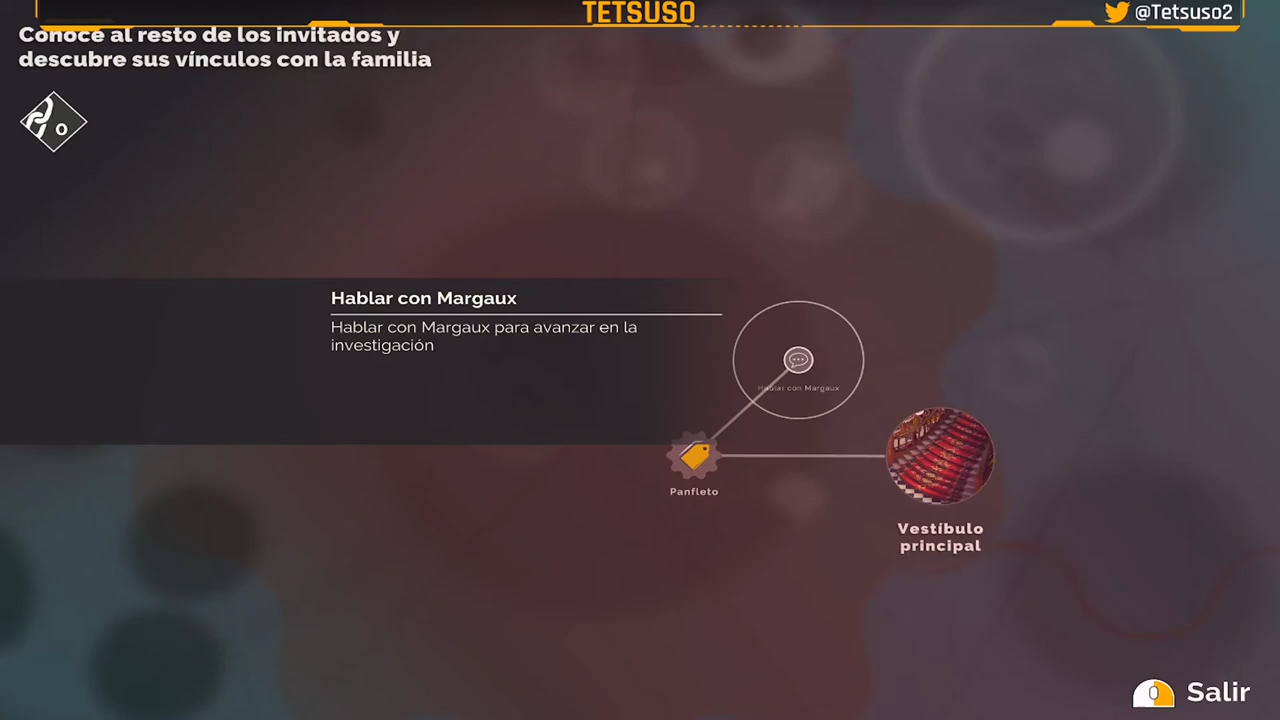 TETSUSO
@Tetsuso2
Conoce al resto de los invitados y
descubre sus vínculos con la familia
0
Hablar con Margaux
Hablar con Margaux para avanzar en la
investigación
Hablar con Margaux
Panfleto
Vestíbulo
principal
Salir